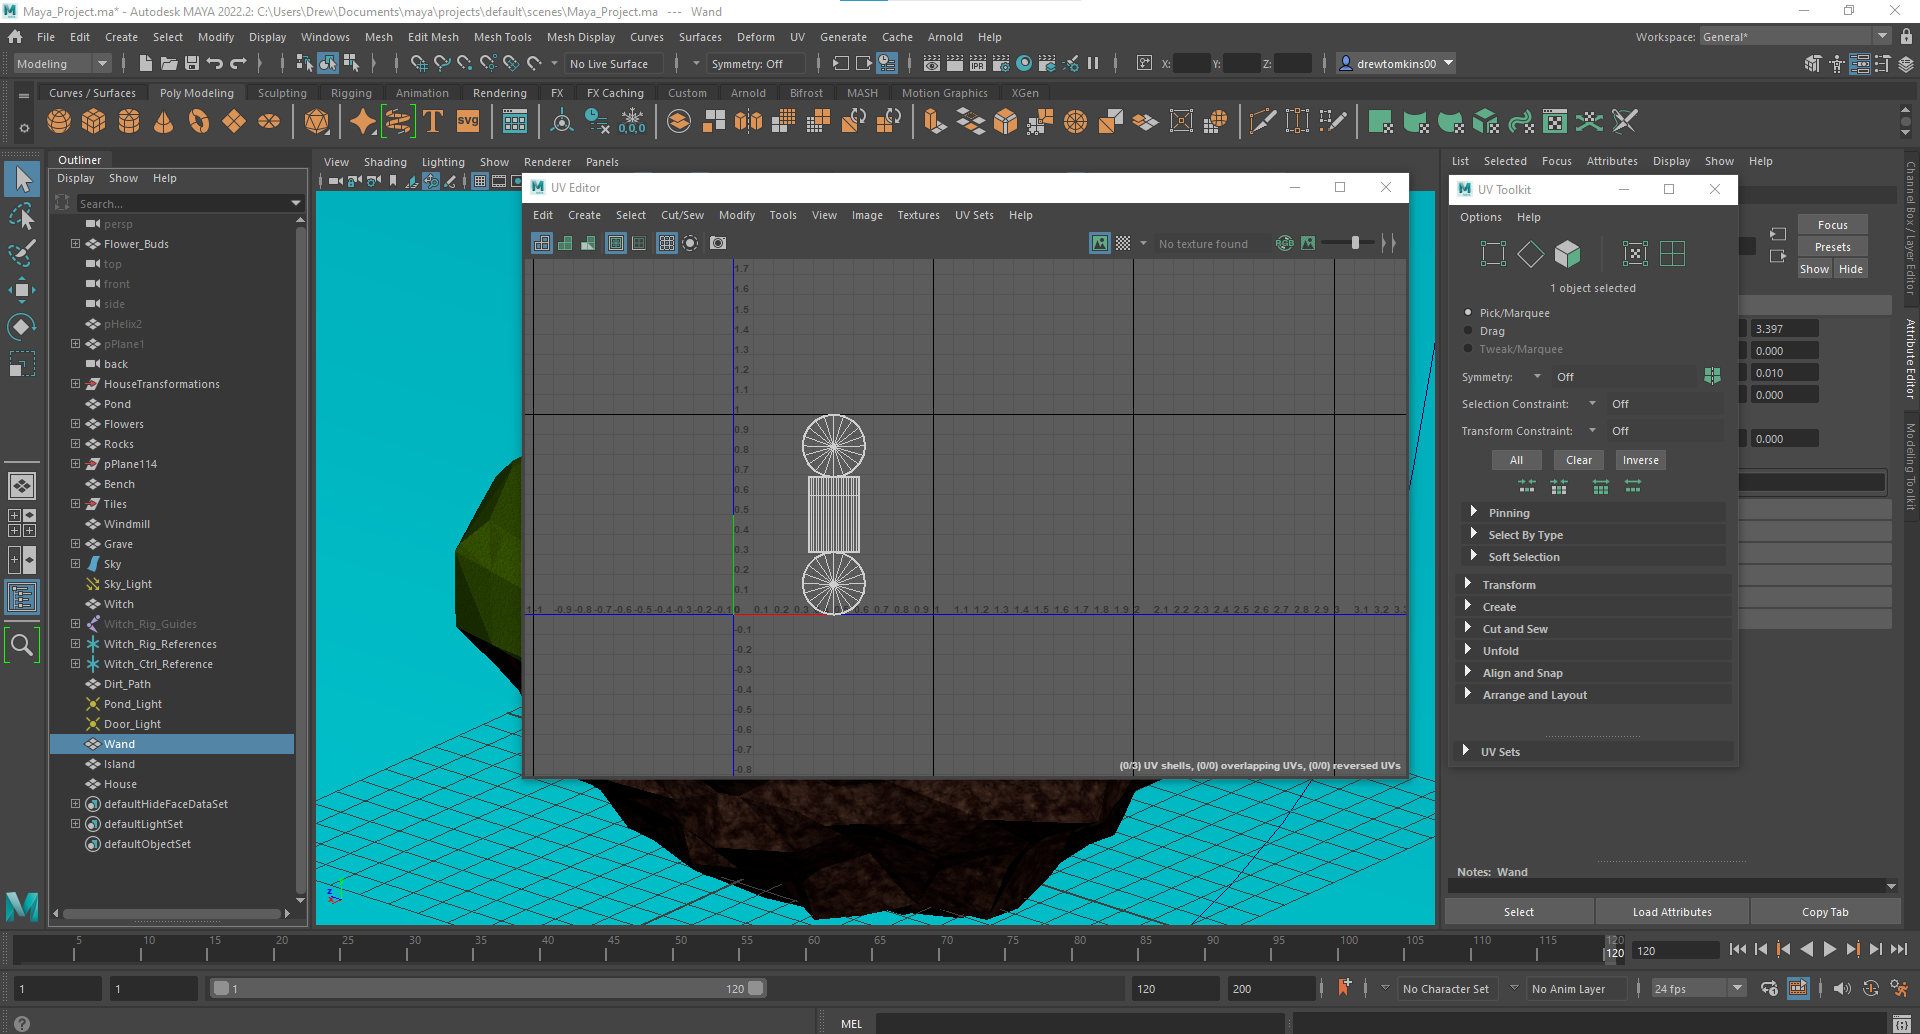 Maya_Project.ma* - Autodesk MAYA 2022.2: C:\Users\Drew\Documents\maya\projects\default\scenes\Maya_Project.ma   ---   Wand
File Edit Create Select Modify Display Windows Mesh Edit Mesh Mesh Tools Mesh Display Curves Surfaces Deform UV Generate Cache Arnold Help
Workspace: General*
Modeling No Live Surface Symmetry: Off X: Y: Z: drewtomkins00
Curves / Surfaces Poly Modeling Sculpting Rigging Animation Rendering FX FX Caching Custom Arnold Bifrost MASH Motion Graphics XGen
T svg 0,0,0
Outliner
Display Show Help
Search...
persp
Flower_Buds
top
front
side
pHelix2
pPlane1
back
HouseTransformations
Pond
Flowers
Rocks
pPlane114
Bench
Tiles
Windmill
Grave
Sky
Sky_Light
Witch
Witch_Rig_Guides
Witch_Rig_References
Witch_Ctrl_Reference
Dirt_Path
Pond_Light
Door_Light
Wand
Island
House
defaultHideFaceDataSet
defaultLightSet
defaultObjectSet
View Shading Lighting Show Renderer Panels
UV Editor
Edit Create Select Cut/Sew Modify Tools View Image Textures UV Sets Help
No texture found RGB
1.7
1.6
1.5
1.4
1.3
1.2
1.1
1
0.9
0.8
0.7
0.6
0.5
0.4
0.3
0.2
0.1
-0.9 -0.8 -0.7 -0.6 -0.5 -0.4 -0.3 -0.2 -0.1 0 0.1 0.2 0.3 0.6 0.7 0.8 0.9 1 1.1 1.2 1.3 1.4 1.5 1.6 1.7 1.8 1.9 2 2.1 2.2 2.3 2.4 2.5 2.6 2.7 2.8 2.9 3 3.1 3.2
-0.1
-0.2
-0.3
-0.4
-0.5
-0.6
-0.7
-0.8
(0/3) UV shells, (0/0) overlapping UVs, (0/0) reversed UVs
List Selected Focus Attributes Display Show Help
UV Toolkit
Options Help
1 object selected
Pick/Marquee
Drag
Tweak/Marquee
Symmetry: Off
Selection Constraint: Off
Transform Constraint: Off
All Clear Inverse
Pinning
Select By Type
Soft Selection
Transform
Create
Cut and Sew
Unfold
Align and Snap
Arrange and Layout
UV Sets
Focus
Presets
Show Hide
3.397
0.000
0.010
0.000
0.000
Notes: Wand
Select Load Attributes Copy Tab
Channel Box / Layer Editor
Attribute Editor
Modeling Toolkit
5 10 15 20 25 30 35 40 45 50 55 60 65 70 75 80 85 90 95 100 105 110 115 120
120 120
1 1 1 120 120 200 No Character Set No Anim Layer 24 fps
MEL